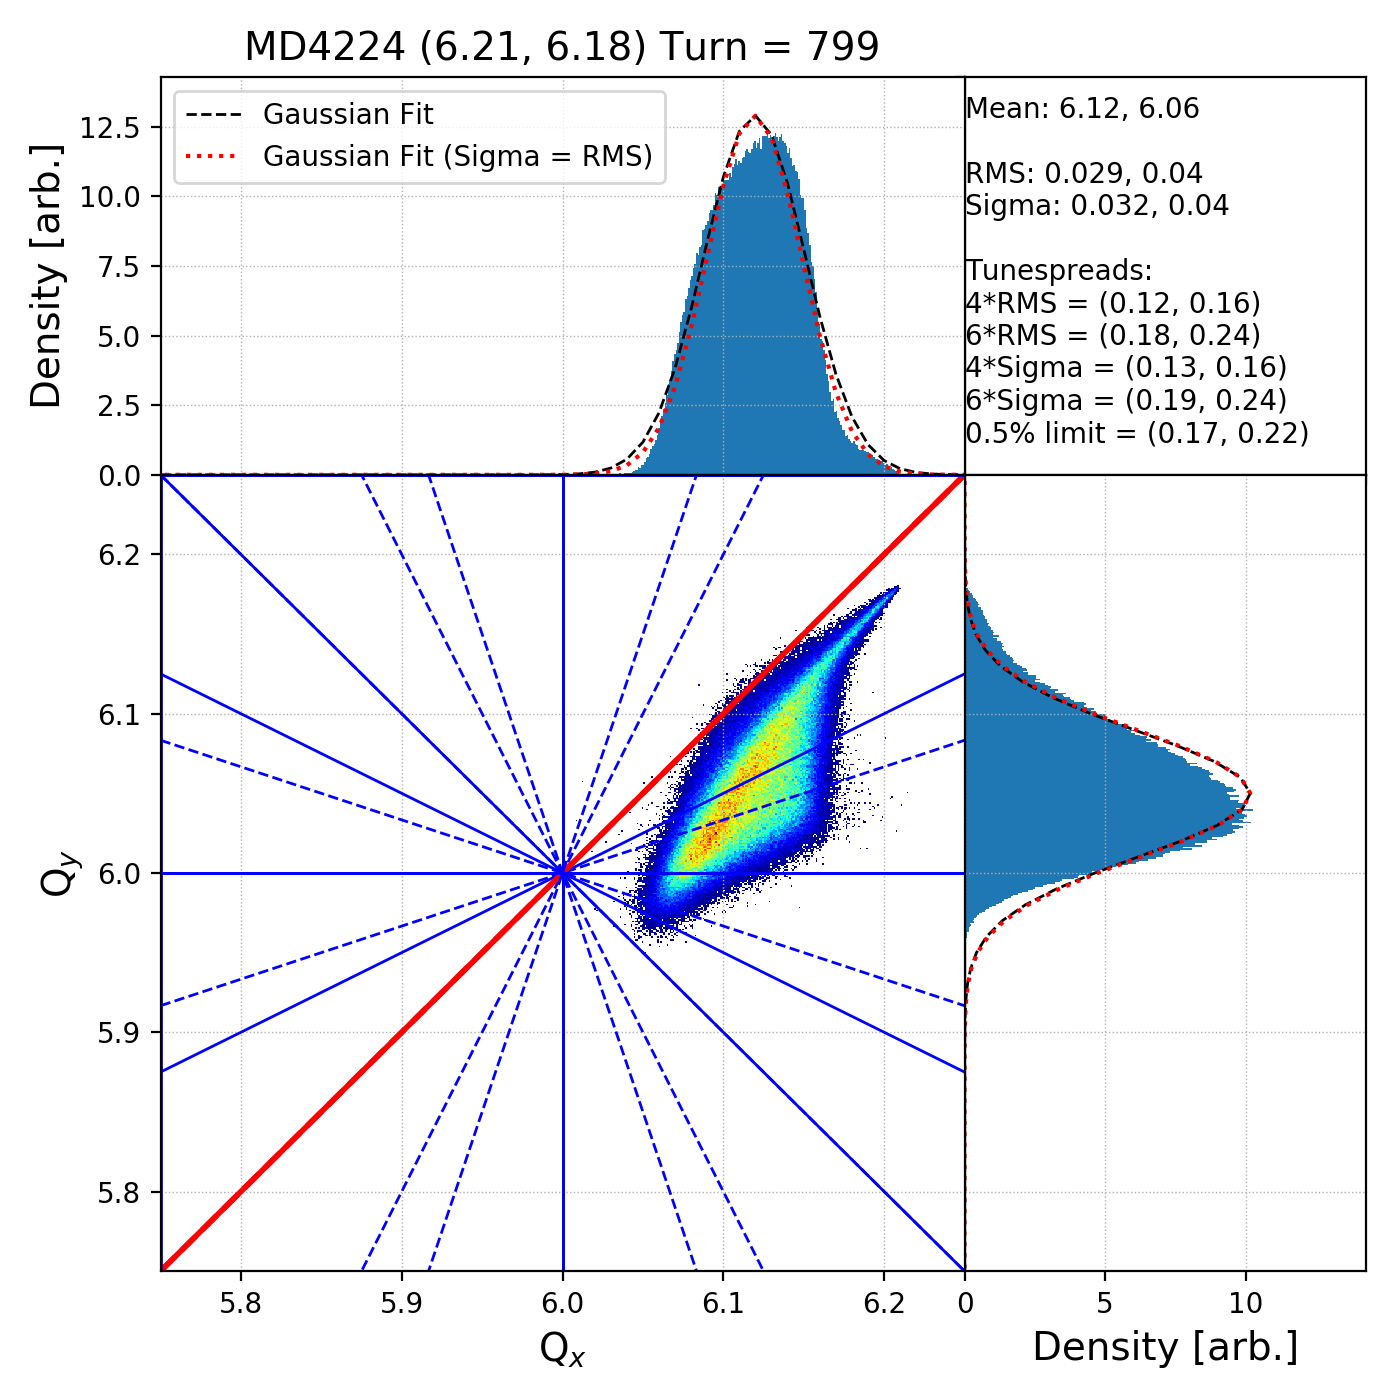 MD4224 (6.21, 6.18) Turn = 799
Gaussian Fit
Gaussian Fit (Sigma = RMS)
Density [arb.]
12.5
10.0
7.5
5.0
2.5
0.0
Mean: 6.12, 6.06
RMS: 0.029, 0.04
Sigma: 0.032, 0.04
Tunespreads:
4*RMS = (0.12, 0.16)
6*RMS = (0.18, 0.24)
4*Sigma = (0.13, 0.16)
6*Sigma = (0.19, 0.24)
0.5% limit = (0.17, 0.22)
Qy
6.2
6.1
6.0
5.9
5.8
5.8 5.9 6.0 6.1 6.2
Qx
0 5 10
Density [arb.]